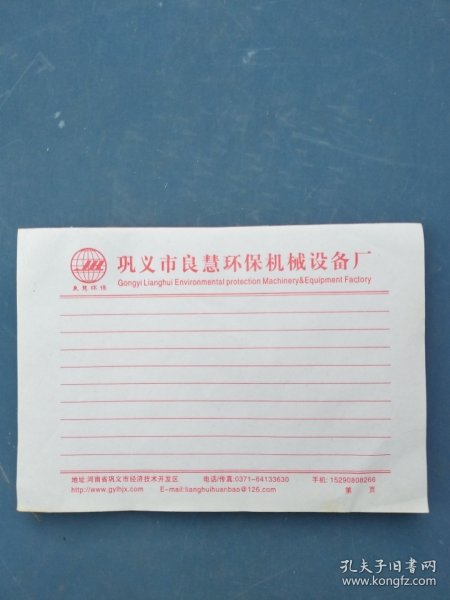 巩义市良慧环保机械设备厂
Gongyi Lianghui Environmental protection Machinery&Equipment Factory
良慧环保
地址:河南省巩义市经济技术开发区 电话/传真:0371-64133630 手机: 15290808266
http://www.gylhjx.com E-mail:lianghuihuanbao@126.com 第 页
孔夫子旧书网
www.kongfz.com